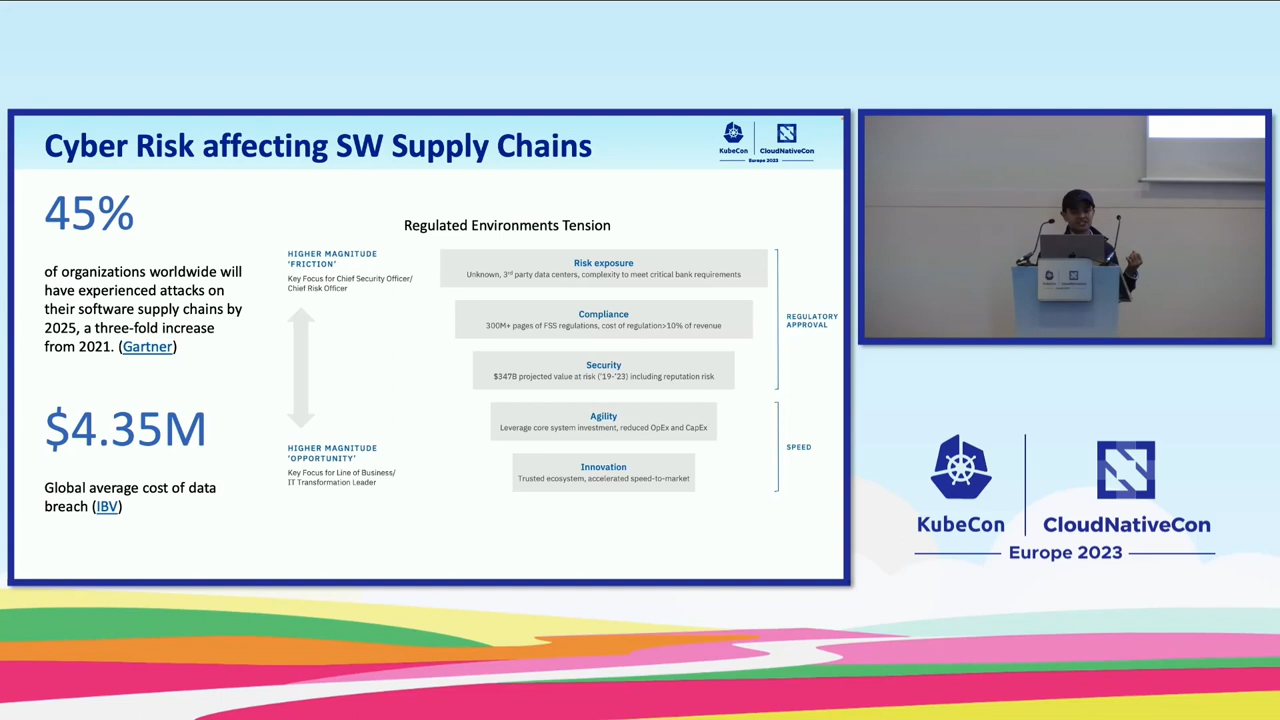 Cyber Risk affecting SW Supply Chains
KubeCon
CloudNativeCon
Europe 2023
45%
of organizations worldwide will
have experienced attacks on
their software supply chains by
2025, a three-fold increase
from 2021. (Gartner)
$4.35M
Global average cost of data
breach (IBV)
Regulated Environments Tension
HIGHER MAGNITUDE
'FRICTION'
Key Focus for Chief Security Officer/
Chief Risk Officer
HIGHER MAGNITUDE
'OPPORTUNITY'
Key Focus for Line of Business/
IT Transformation Leader
Risk exposure
Unknown, 3rd party data centers, complexity to meet critical bank requirements
Compliance
300M+ pages of FSS regulations, cost of regulation>10% of revenue
Security
$347B projected value at risk ('19-'23) including reputation risk
Agility
Leverage core system investment, reduced OpEx and CapEx
Innovation
Trusted ecosystem, accelerated speed-to-market
REGULATORY
APPROVAL
SPEED
KubeCon
CloudNativeCon
Europe 2023